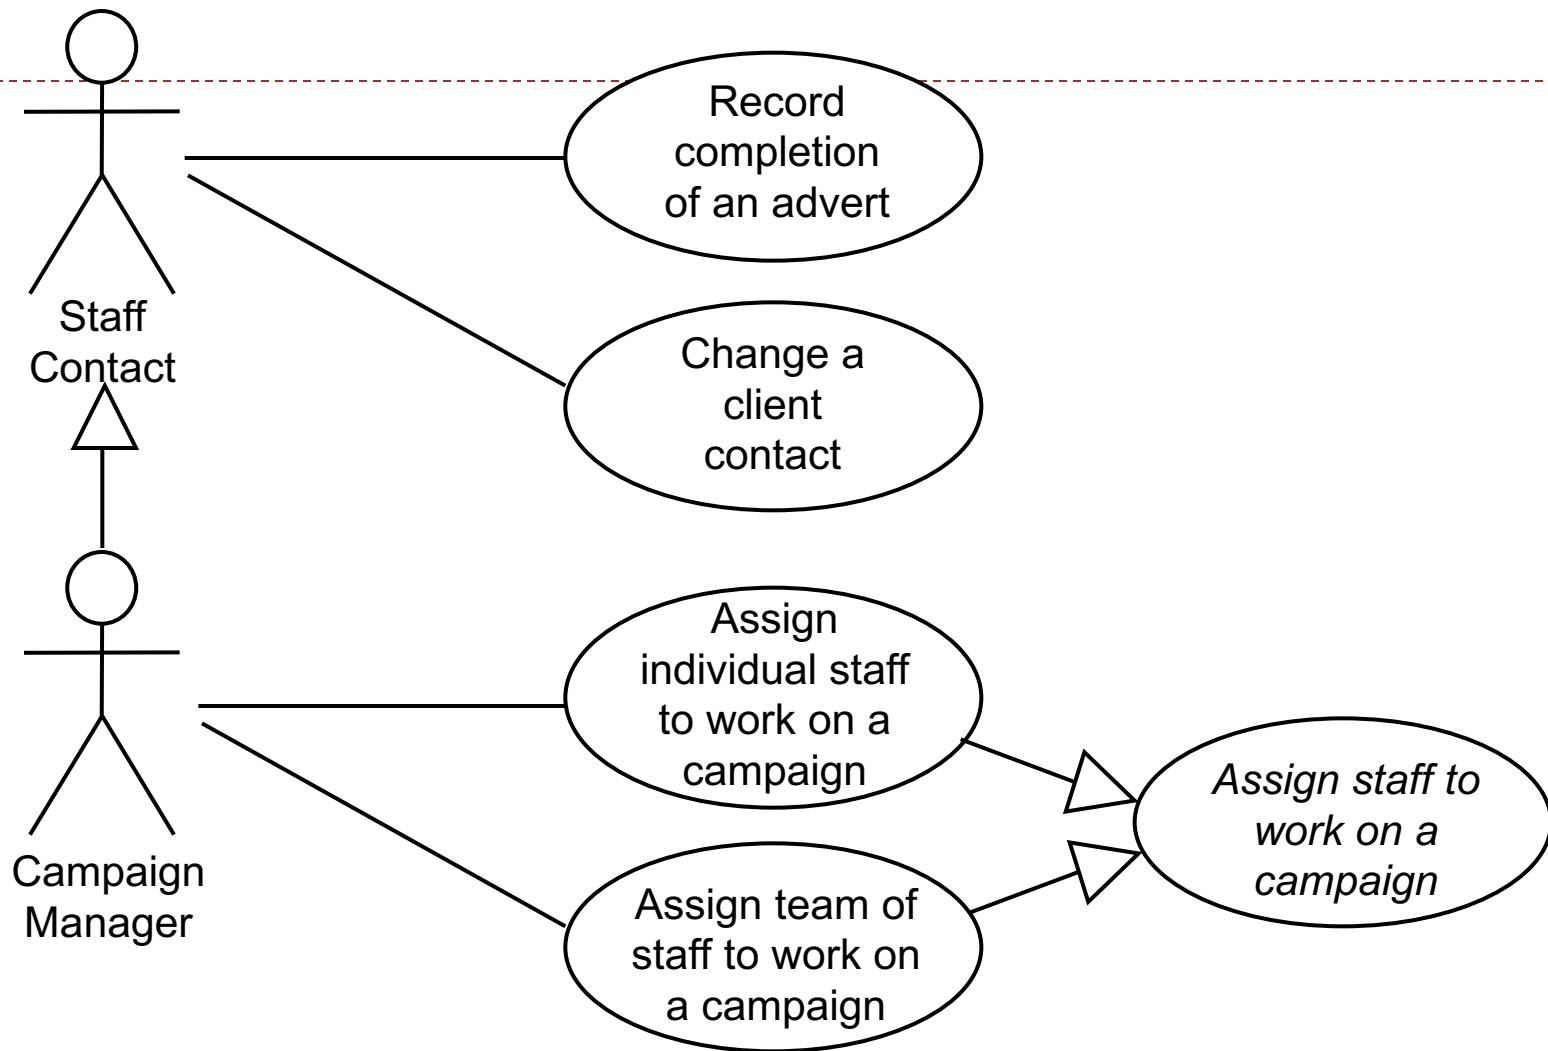 Record
completion
of an advert
Staff
Contact
Change a
client
contact
Assign
individual staff
to work on a
campaign
Assign staff to
work on a
campaign
Campaign
Manager
Assign team of
staff to work on
a campaign